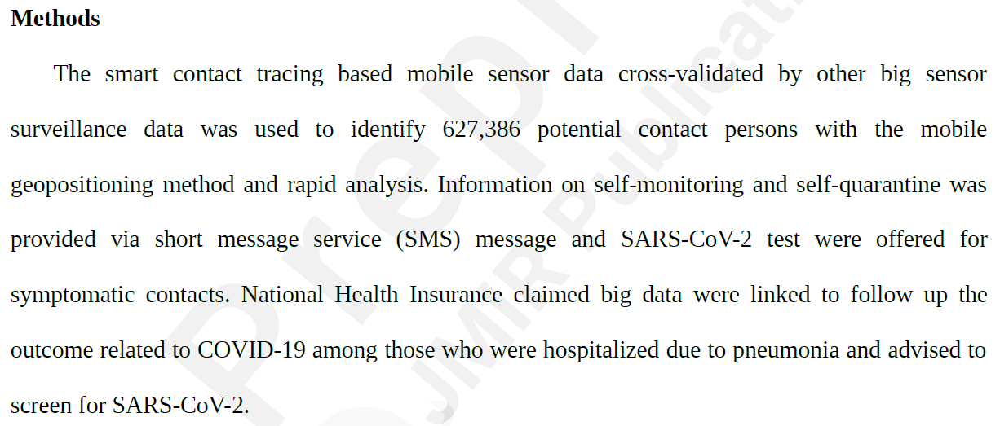 Methods
The smart contact tracing based mobile sensor data cross-validated by other big sensor
surveillance data was used to identify 627,386 potential contact persons with the mobile
geopositioning method and rapid analysis. Information on self-monitoring and self-quarantine was
provided via short message service (SMS) message and SARS-CoV-2 test were offered for
symptomatic contacts. National Health Insurance claimed big data were linked to follow up the
outcome related to COVID-19 among those who were hospitalized due to pneumonia and advised to
screen for SARS-CoV-2.
Prepr
JMIR Publicati